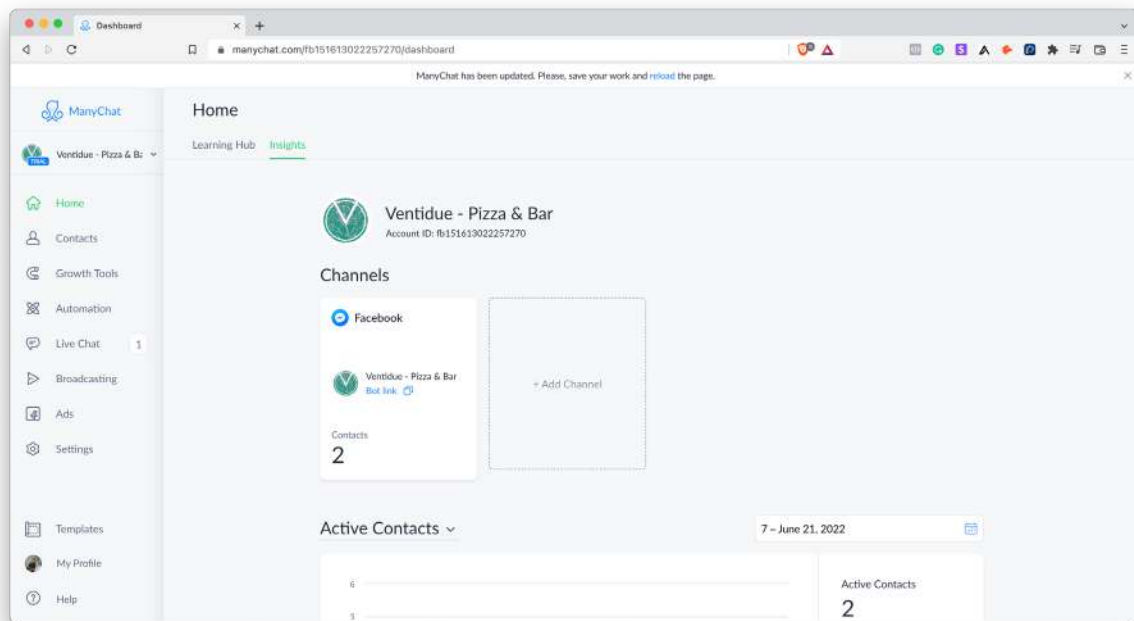 Dashboard
manychat.com/fb151613022257270/dashboard
ManyChat has been updated. Please, save your work and reload the page.
ManyChat
Home
Ventidue - Pizza & Ba
TRIAL
Learning Hub Insights
Home
Contacts
Growth Tools
Automation
Live Chat 1
Broadcasting
Ads
Settings
Templates
My Profile
Help
Ventidue - Pizza & Bar
Account ID: fb151613022257270
Channels
Facebook
Ventidue - Pizza & Bar
Bot link
Contacts
2
+ Add Channel
Active Contacts
7 – June 21, 2022
6
5
Active Contacts
2